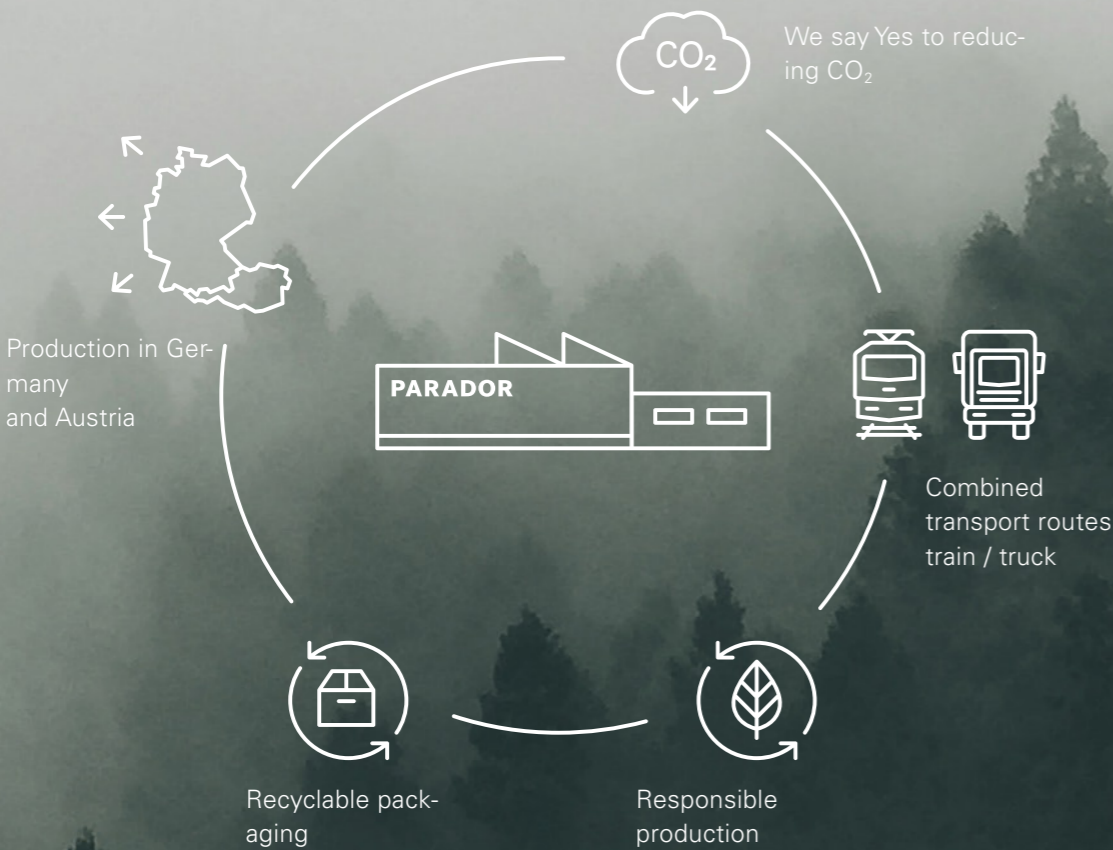 CO₂
We say Yes to reduc-
ing CO₂
Production in Ger-
many
and Austria
PARADOR
Combined
transport routes
train / truck
Recyclable pack-
aging
Responsible
production